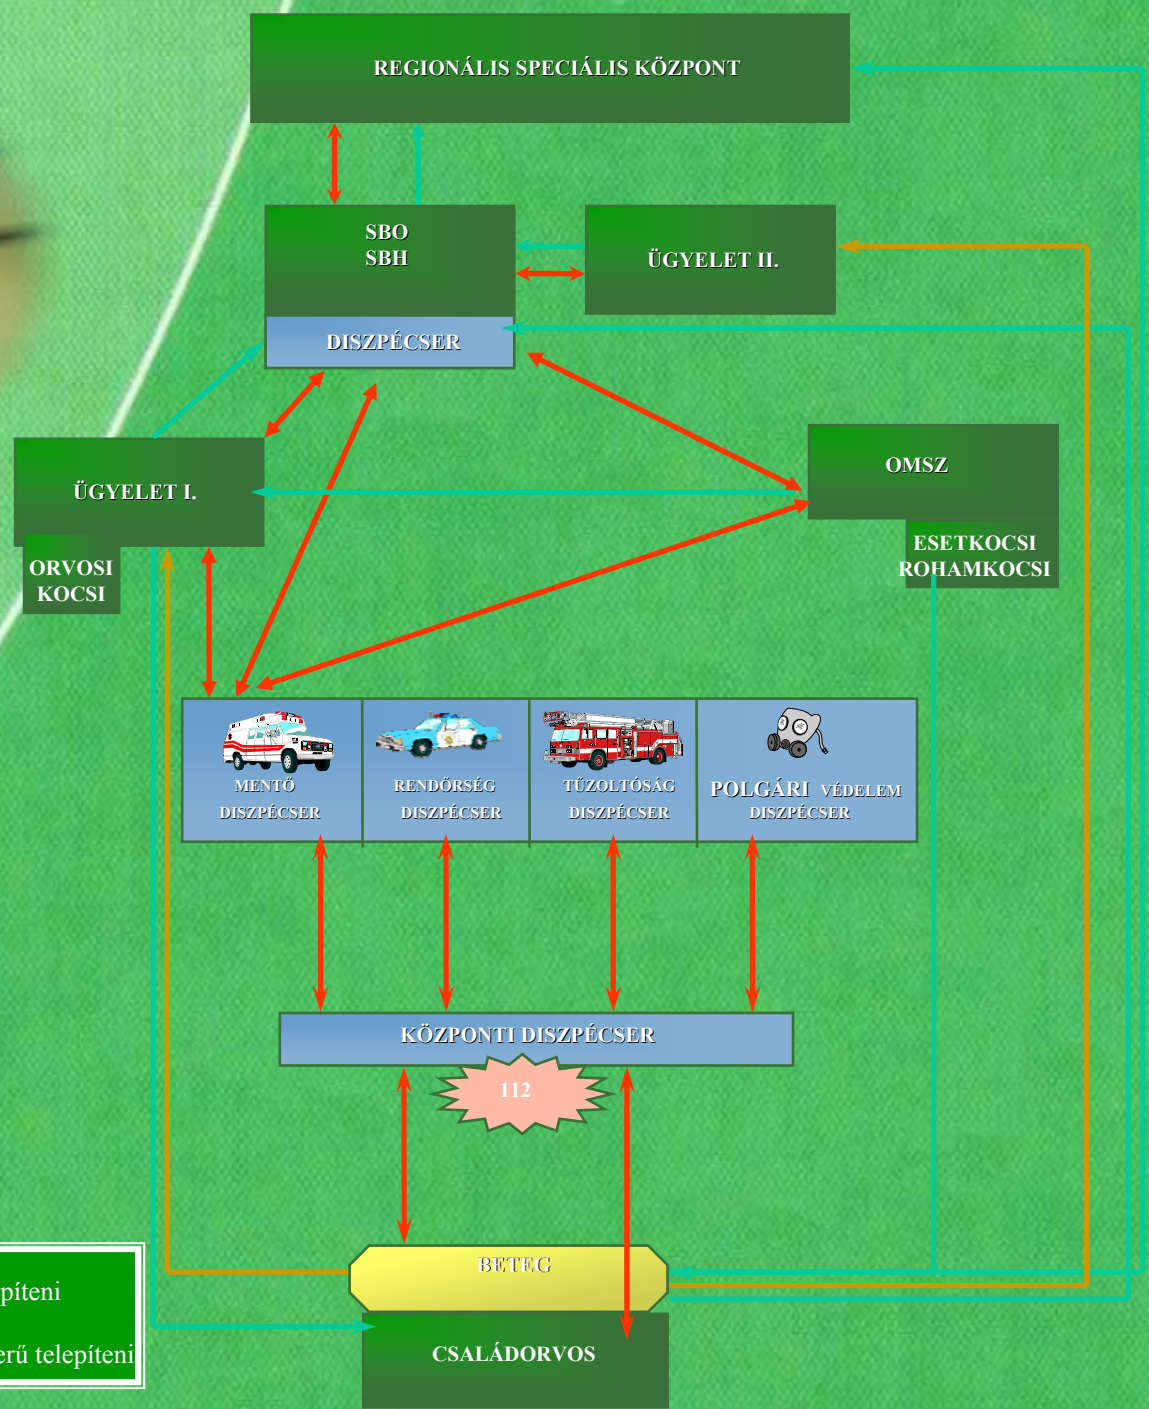 REGIONÁLIS SPECIÁLIS KÖZPONT
SBO
SBH
ÜGYELET II.
DISZPÉCSER
ÜGYELET I.
OMSZ
ORVOSI
KOCSI
ESETKOCSI
ROHAMKOCSI
MENTŐ
DISZPÉCSER
RENDŐRSÉG
DISZPÉCSER
TŰZOLTÓSÁG
DISZPÉCSER
POLGÁRI VÉDELEM
DISZPÉCSER
KÖZPONTI DISZPÉCSER
112
BETEG
CSALÁDORVOS
píteni
erű telepíteni